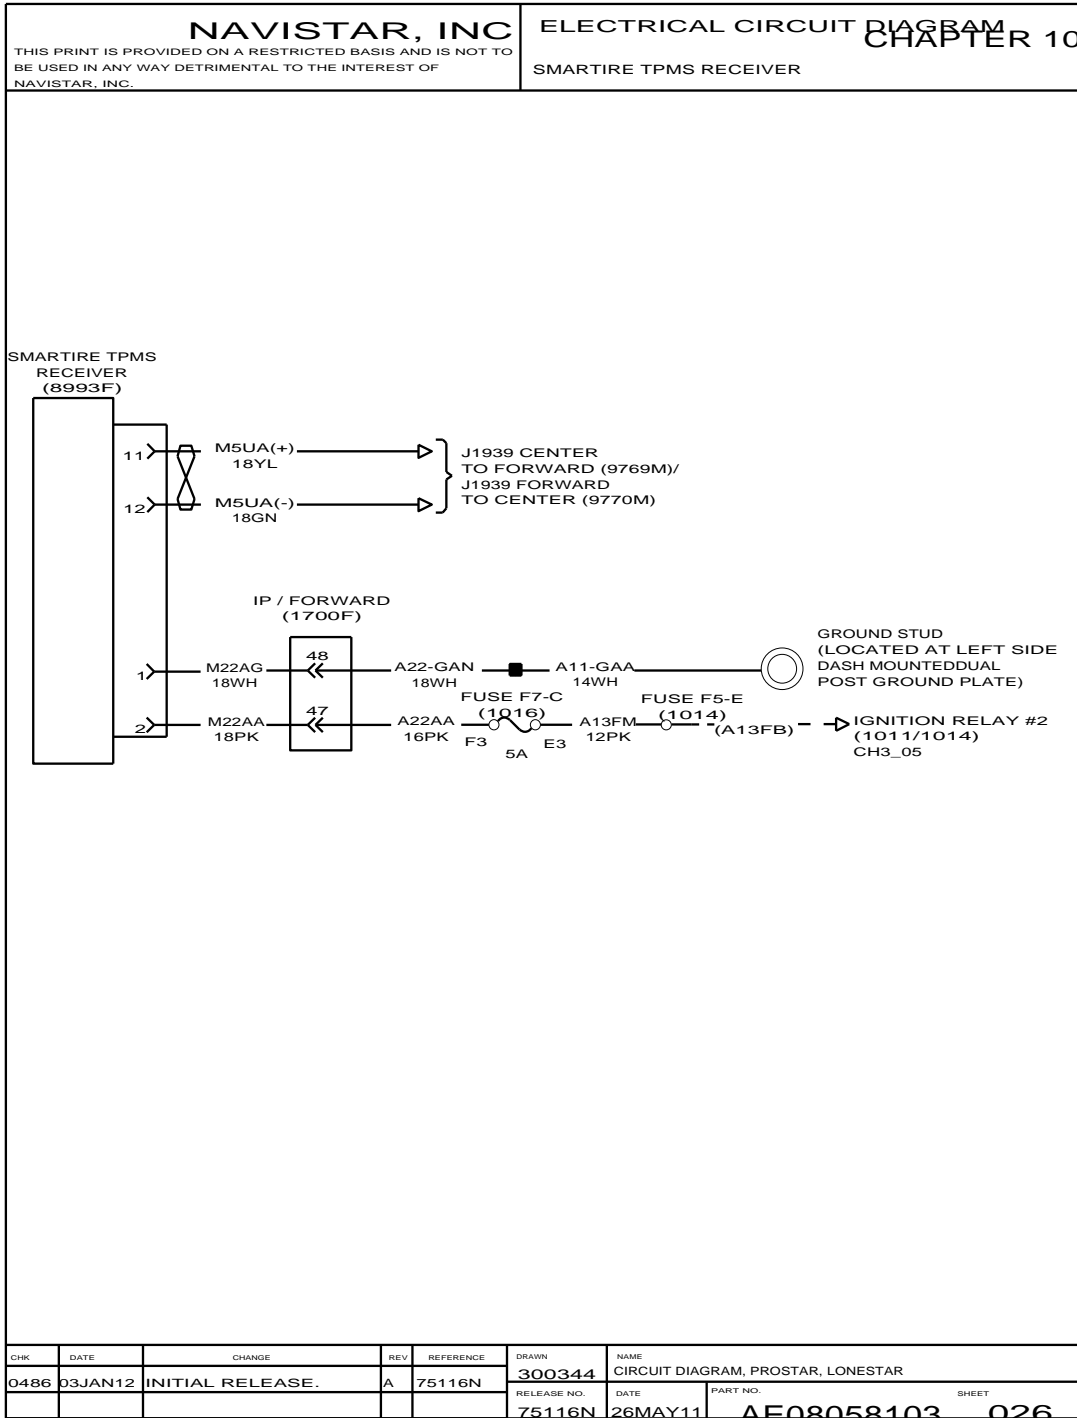 NAVISTAR, INC
THIS PRINT IS PROVIDED ON A RESTRICTED BASIS AND IS NOT TO
BE USED IN ANY WAY DETRIMENTAL TO THE INTEREST OF
NAVISTAR, INC.
ELECTRICAL CIRCUIT DIAGRAM
CHAPTER 10
SMARTIRE TPMS RECEIVER
SMARTIRE TPMS
RECEIVER
(8993F)
11
M5UA(+)
18YL
12
M5UA(-)
18GN
J1939 CENTER
TO FORWARD (9769M)/
J1939 FORWARD
TO CENTER (9770M)
IP / FORWARD
(1700F)
1
M22AG
18WH
48
A22-GAN
18WH
A11-GAA
14WH
GROUND STUD
(LOCATED AT LEFT SIDE
DASH MOUNTEDDUAL
POST GROUND PLATE)
2
M22AA
18PK
47
A22AA
16PK
FUSE F7-C
(1016)
F3
E3
5A
A13FM
12PK
FUSE F5-E
(1014)
(A13FB)
IGNITION RELAY #2
(1011/1014)
CH3_05
CHK DATE CHANGE REV REFERENCE
0486 03JAN12 INITIAL RELEASE. A 75116N
DRAWN
300344
NAME
CIRCUIT DIAGRAM, PROSTAR, LONESTAR
RELEASE NO.
75116N
DATE
26MAY11
PART NO.
AE08058103
SHEET
026